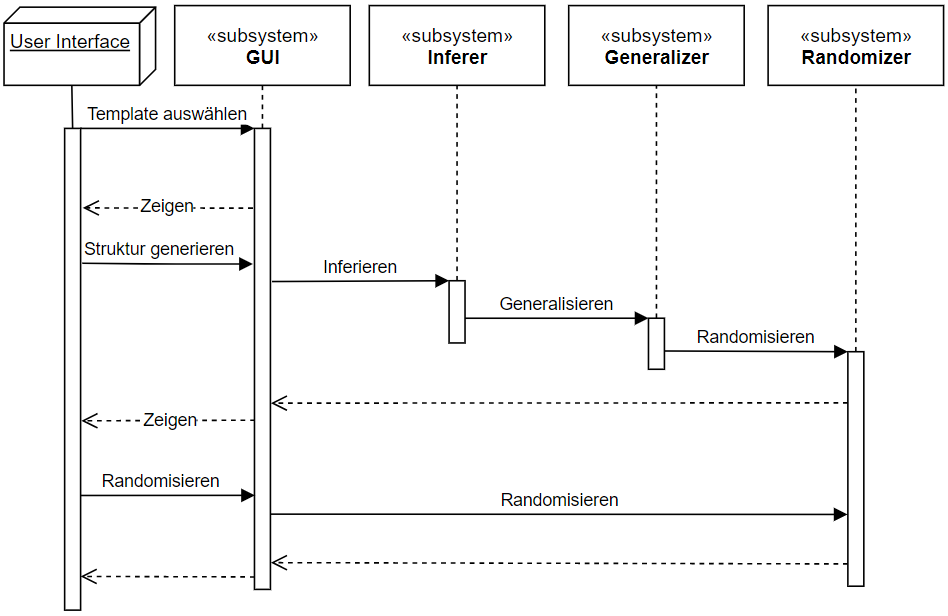 User Interface
«subsystem»
GUI
«subsystem»
Inferer
«subsystem»
Generalizer
«subsystem»
Randomizer
Template auswählen
Zeigen
Struktur generieren
Inferieren
Generalisieren
Randomisieren
Zeigen
Randomisieren
Randomisieren